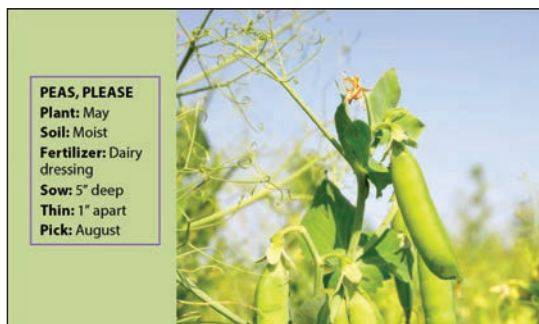 PEAS, PLEASE
Plant: May
Soil: Moist
Fertilizer: Dairy
dressing
Sow: 5” deep
Thin: 1” apart
Pick: August